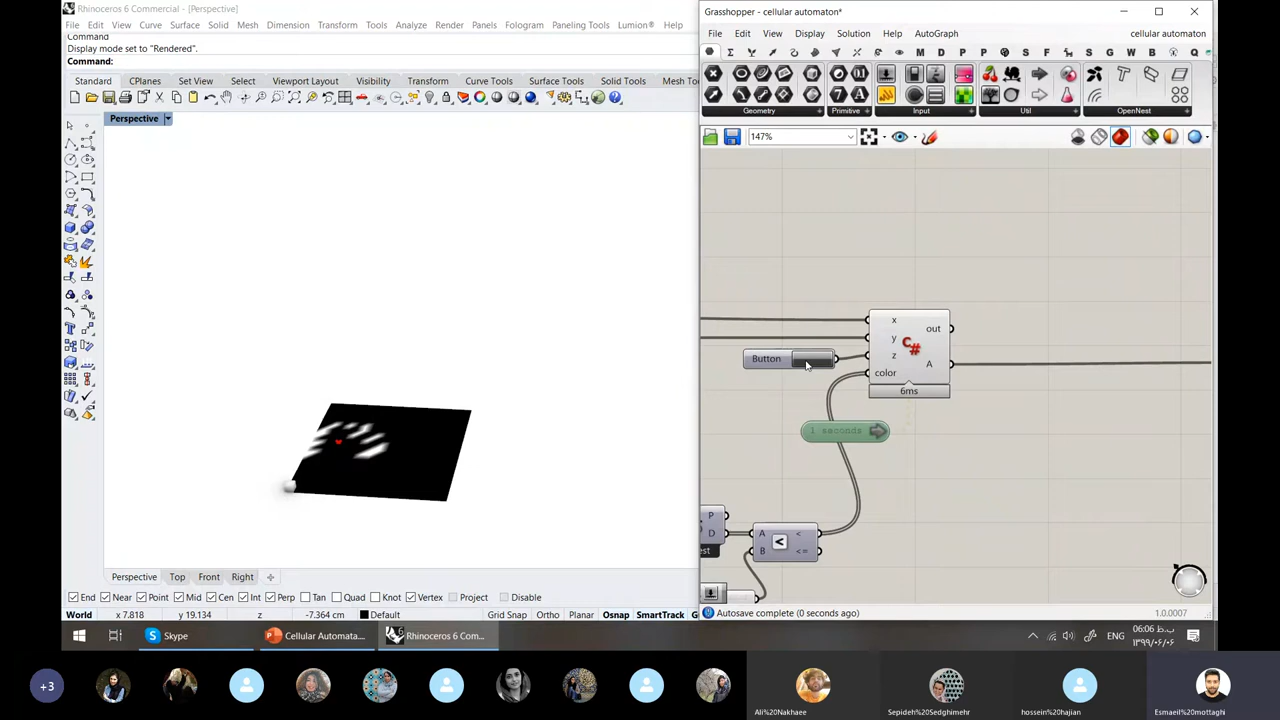 Rhinoceros 6 Commercial - [Perspective]
File Edit View Curve Surface Solid Mesh Dimension Transform Tools Analyze Render Panels Fologram Paneling Tools Lumion® Help
Command
Display mode set to "Rendered".
Command:
Standard CPlanes Set View Select Viewport Layout Visibility Transform Curve Tools Surface Tools Solid Tools Mesh Too
Perspective
Perspective Top Front Right
End Near Point Mid Cen Int Perp Tan Quad Knot Vertex Project Disable
World x 7.818 y 19.134 z -7.364 cm Default Grid Snap Ortho Planar Osnap SmartTrack G
Grasshopper - cellular automaton*
File Edit View Display Solution Help AutoGraph cellular automaton
M D P P S F S G W B Q
Geometry Primitive Input Util OpenNest
147%
x
y
z
color
out
A
C#
6ms
Button
1 seconds
P
D
est
A
B
<
<
<=
Autosave complete (0 seconds ago) 1.0.0007
Skype Cellular Automata... Rhinoceros 6 Com... ENG 06:06 ب.ظ
۱۳۹۹/۰۶/۰۶
+3
Ali%20Nakhaee Sepideh%20Sedghimehr hossein%20hajian Esmaeil%20mottaghi